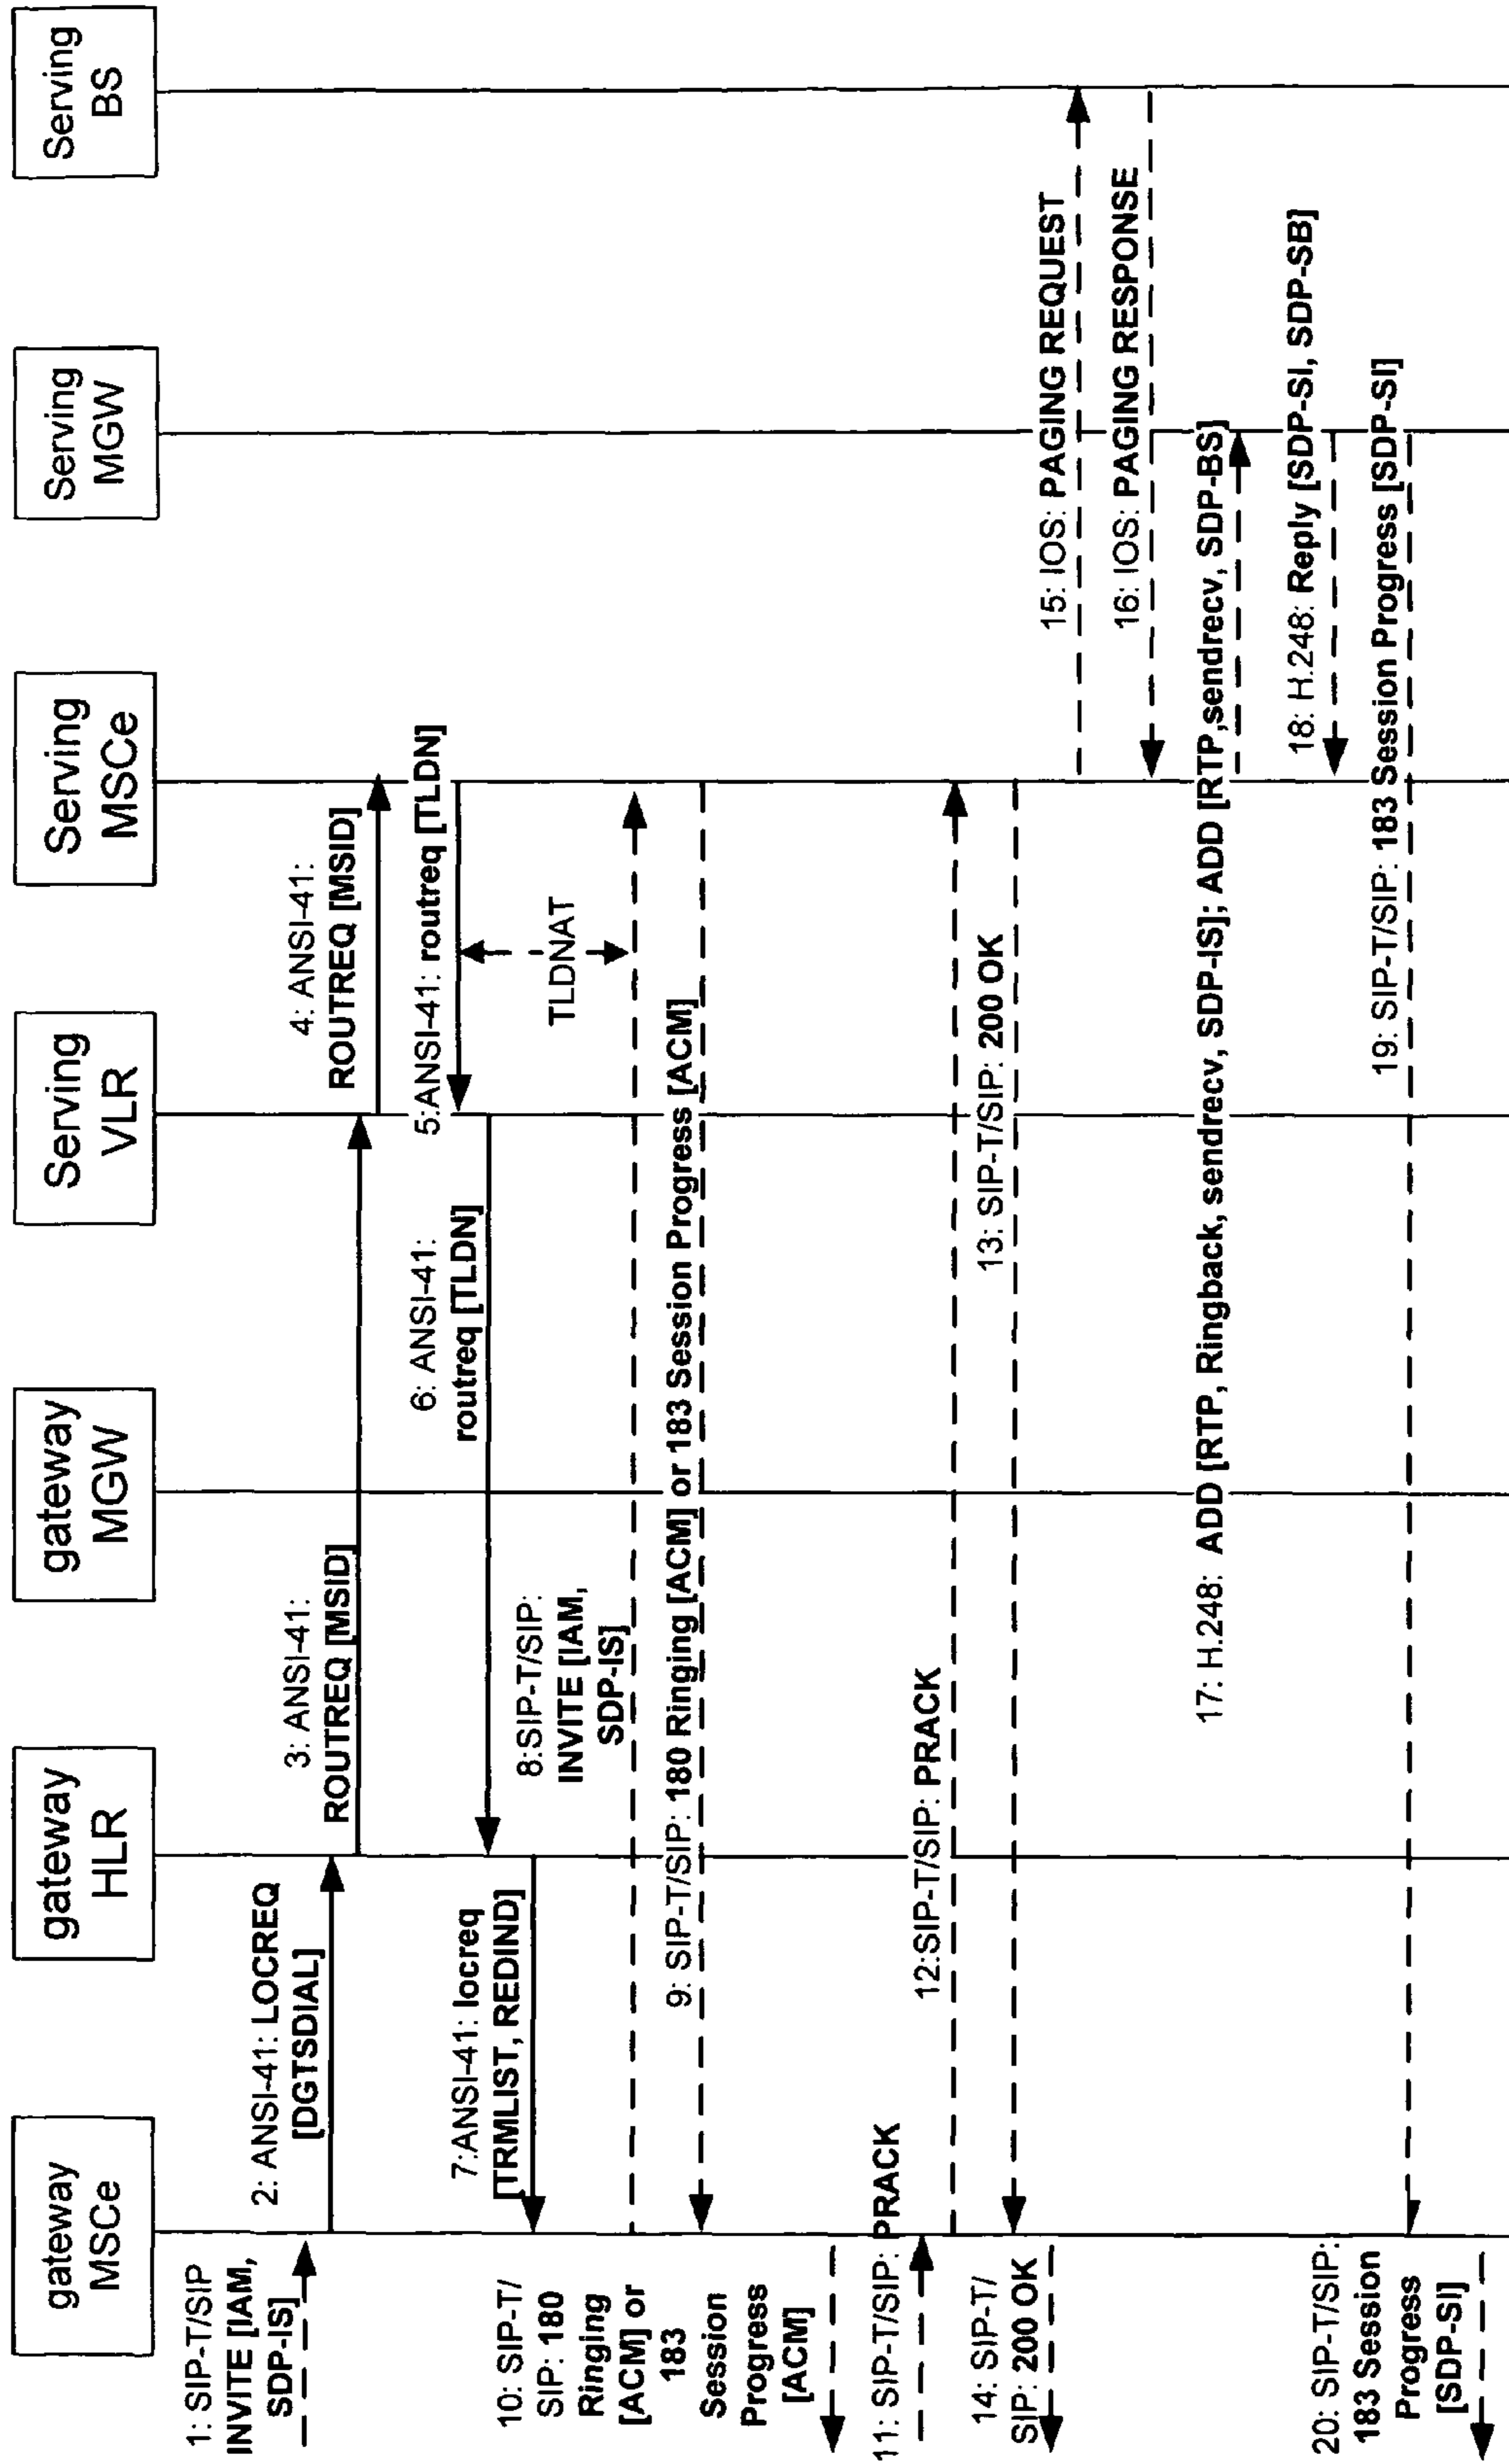 gateway
MSCe
gateway
HLR
gateway
MGW
Serving
VLR
Serving
MSCe
Serving
MGW
Serving
BS
1: SIP-T/SIP
INVITE [IAM,
SDP-IS]
2: ANSI-41: LOCREQ
[DGTSDIAL]
3: ANSI-41:
ROUTREQ [MSID]
4: ANSI-41:
ROUTREQ [MSID]
5:ANSI-41: routreq [TLDN]
6: ANSI-41:
routreq [TLDN]
7:ANSI-41: locreq
[TRMLIST, REDIND]
TLDNAT
8:SIP-T/SIP:
INVITE [IAM,
SDP-IS]
9: SIP-T/SIP: 180 Ringing [ACM] or 183 Session Progress [ACM]
10: SIP-T/
SIP: 180
Ringing
[ACM] or
183
Session
Progress
[ACM]
11: SIP-T/SIP: PRACK
12:SIP-T/SIP: PRACK
13: SIP-T/SIP: 200 OK
14: SIP-T/
SIP: 200 OK
15: IOS: PAGING REQUEST
16: IOS: PAGING RESPONSE
17: H.248: ADD [RTP, Ringback, sendrecv, SDP-IS]; ADD [RTP,sendrecv, SDP-BS]
18: H.248: Reply [SDP-SI, SDP-SB]
19: SIP-T/SIP: 183 Session Progress [SDP-SI]
20: SIP-T/SIP:
183 Session
Progress
[SDP-SI]